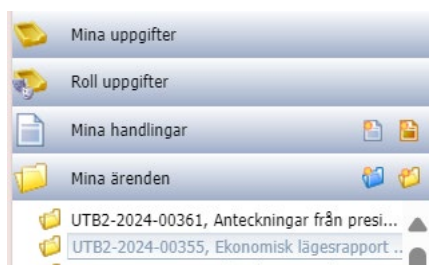 Mina uppgifter
Roll uppgifter
Mina handlingar
Mina ärenden
UTB2-2024-00361, Anteckningar från presi...
UTB2-2024-00355, Ekonomisk lägesrapport ...